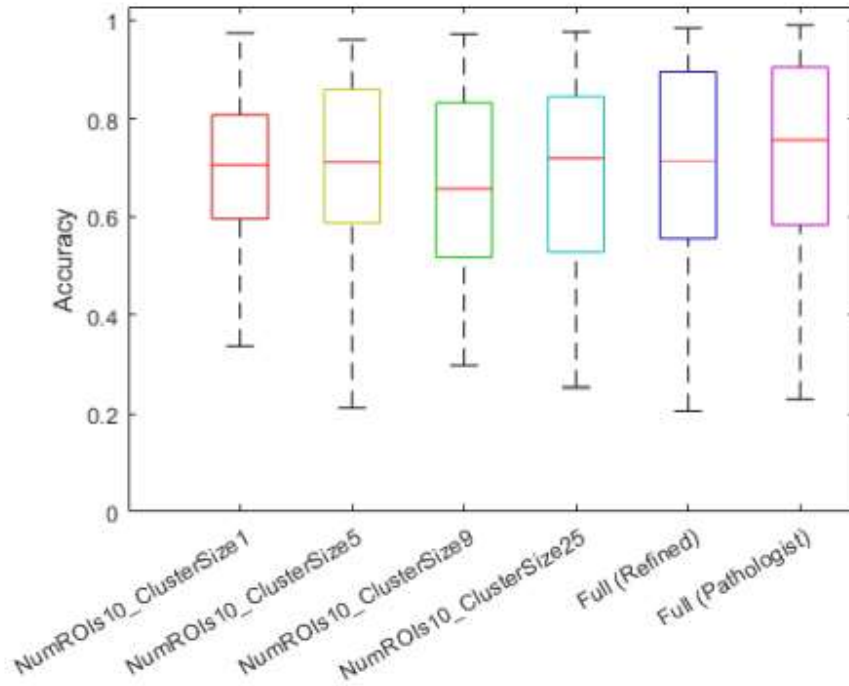 1
0.8
0.6
0.4
0.2
0
Accuracy
NumROIs10_ClusterSize1
NumROIs10_ClusterSize5
NumROIs10_ClusterSize9
NumROIs10_ClusterSize25
Full (Refined)
Full (Pathologist)